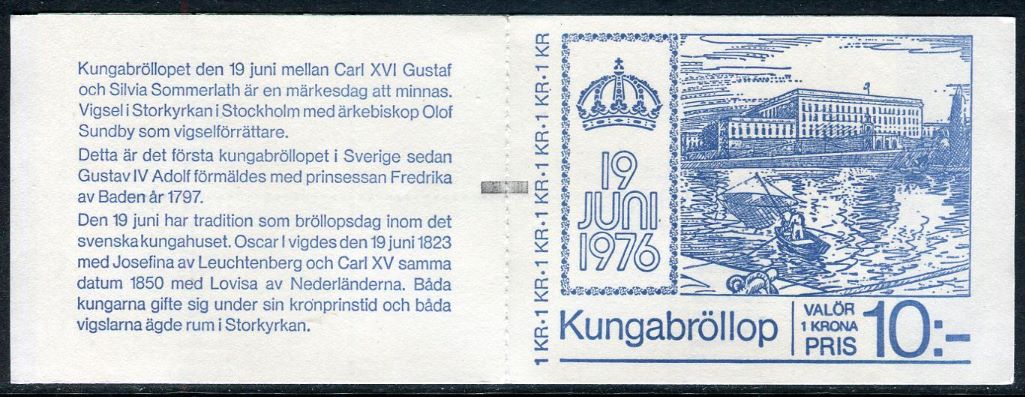 Kungabröllopet den 19 juni mellan Carl XVI Gustaf
och Silvia Sommerlath är en märkesdag att minnas.
Vigsel i Storkyrkan i Stockholm med ärkebiskop Olof
Sundby som vigselförrättare.
Detta är det första kungabröllopet i Sverige sedan
Gustav IV Adolf förmäldes med prinsessan Fredrika
av Baden år 1797.
Den 19 juni har tradition som bröllopsdag inom det
svenska kungahuset. Oscar I vigdes den 19 juni 1823
med Josefina av Leuchtenberg och Carl XV samma
datum 1850 med Lovisa av Nederländerna. Båda
kungarna gifte sig under sin kronprinstid och båda
vigslarna ägde rum i Storkyrkan.
1 KR·1 KR·1 KR·1 KR·1 KR·1 KR·1 KR
19
JUNI
1976
Kungabröllop
VALÖR
1 KRONA
PRIS
10:-